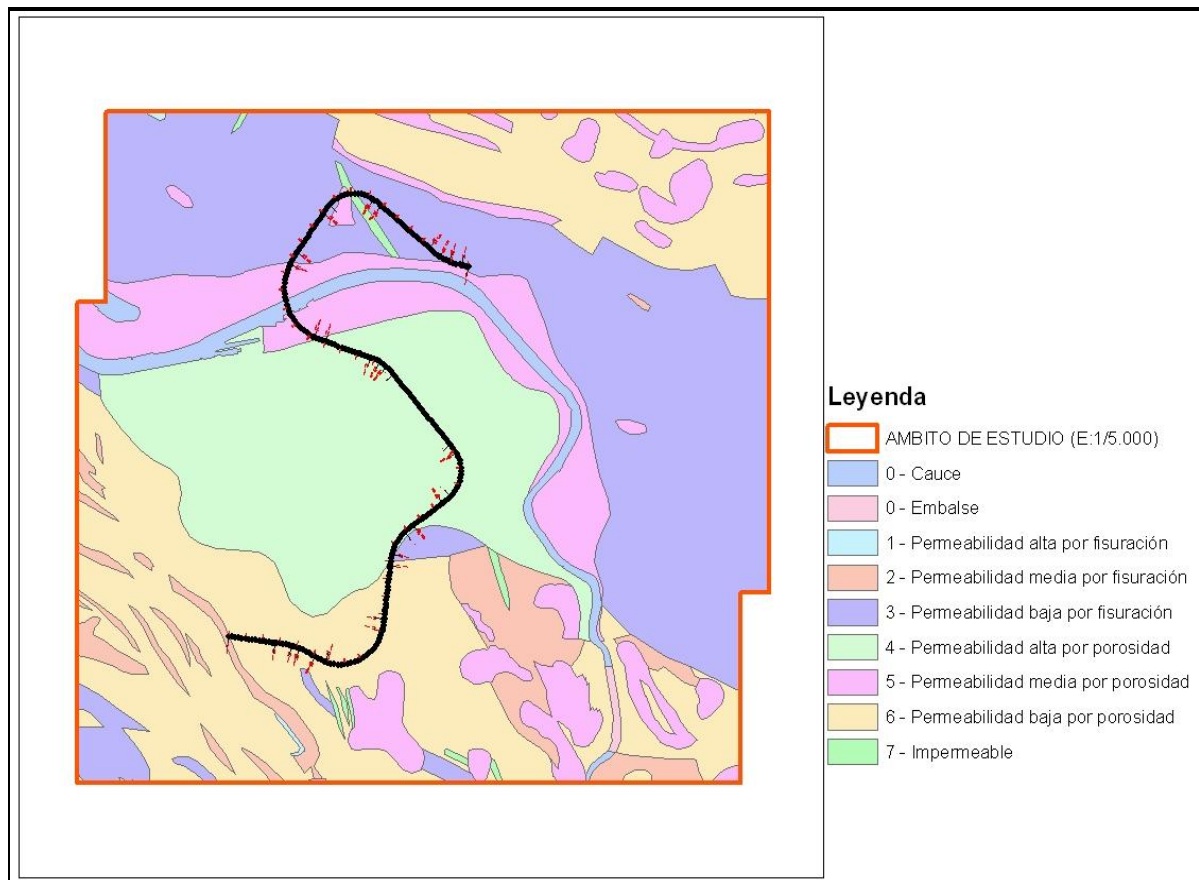 Leyenda
AMBITO DE ESTUDIO (E:1/5.000)
0 - Cauce
0 - Embalse
1 - Permeabilidad alta por fisuración
2 - Permeabilidad media por fisuración
3 - Permeabilidad baja por fisuración
4 - Permeabilidad alta por porosidad
5 - Permeabilidad media por porosidad
6 - Permeabilidad baja por porosidad
7 - Impermeable